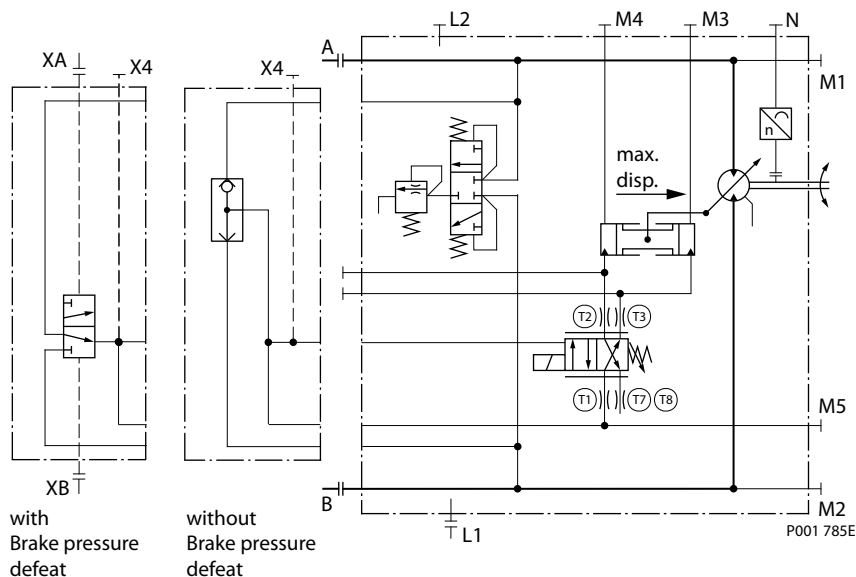 L2
M4
M3
N
XA
X4
X4
A
M1
n
max.
disp.
T2
T3
T1
T7
T8
M5
XB
B
M2
L1
P001 785E
with
Brake pressure
defeat
without
Brake pressure
defeat